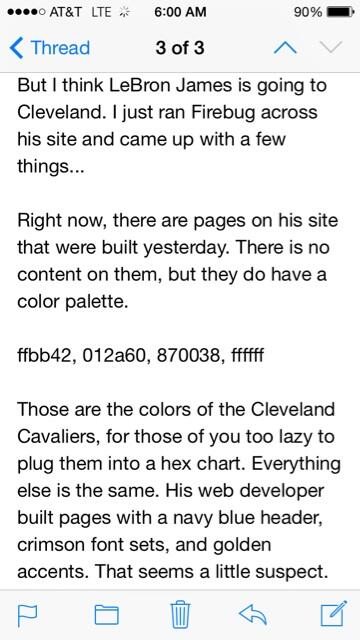 AT&T LTE 6:00 AM 90%
Thread 3 of 3
But I think LeBron James is going to
Cleveland. I just ran Firebug across
his site and came up with a few
things...
Right now, there are pages on his site
that were built yesterday. There is no
content on them, but they do have a
color palette.
ffbb42, 012a60, 870038, ffffff
Those are the colors of the Cleveland
Cavaliers, for those of you too lazy to
plug them into a hex chart. Everything
else is the same. His web developer
built pages with a navy blue header,
crimson font sets, and golden
accents. That seems a little suspect.